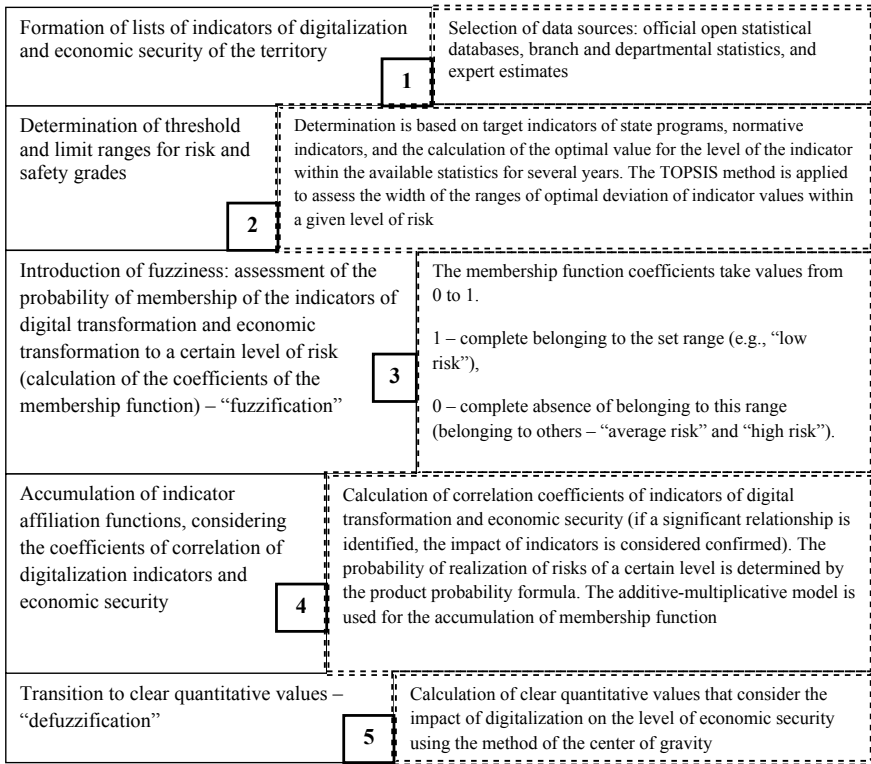 Formation of lists of indicators of digitalization
and economic security of the territory
1
Selection of data sources: official open statistical
databases, branch and departmental statistics, and
expert estimates
Determination of threshold
and limit ranges for risk and
safety grades
2
Determination is based on target indicators of state programs, normative
indicators, and the calculation of the optimal value for the level of the indicator
within the available statistics for several years. The TOPSIS method is applied
to assess the width of the ranges of optimal deviation of indicator values within
a given level of risk
Introduction of fuzziness: assessment of the
probability of membership of the indicators of
digital transformation and economic
transformation to a certain level of risk
(calculation of the coefficients of the
membership function) – “fuzzification”
3
The membership function coefficients take values from
0 to 1.
1 – complete belonging to the set range (e.g., “low
risk”),
0 – complete absence of belonging to this range
(belonging to others – “average risk” and “high risk”).
Accumulation of indicator
affiliation functions, considering
the coefficients of correlation of
digitalization indicators and
economic security
4
Calculation of correlation coefficients of indicators of digital
transformation and economic security (if a significant relationship is
identified, the impact of indicators is considered confirmed). The
probability of realization of risks of a certain level is determined by
the product probability formula. The additive-multiplicative model is
used for the accumulation of membership function
Transition to clear quantitative values –
“defuzzification”
5
Calculation of clear quantitative values that consider the
impact of digitalization on the level of economic security
using the method of the center of gravity